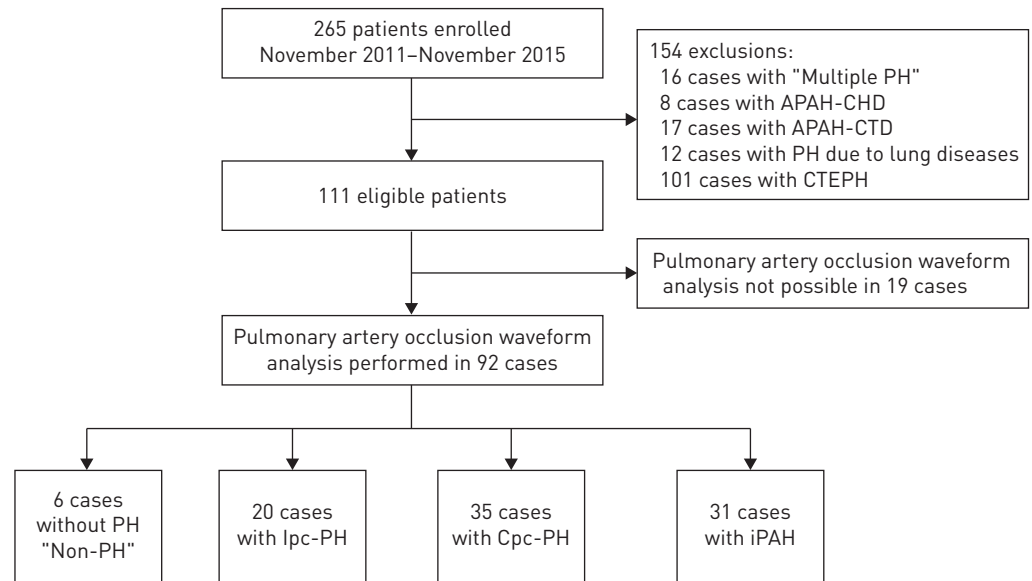 265 patients enrolled
November 2011–November 2015
154 exclusions:
16 cases with "Multiple PH"
8 cases with APAH-CHD
17 cases with APAH-CTD
12 cases with PH due to lung diseases
101 cases with CTEPH
111 eligible patients
Pulmonary artery occlusion waveform
analysis not possible in 19 cases
Pulmonary artery occlusion waveform
analysis performed in 92 cases
6 cases
without PH
"Non-PH"
20 cases
with Ipc-PH
35 cases
with Cpc-PH
31 cases
with iPAH